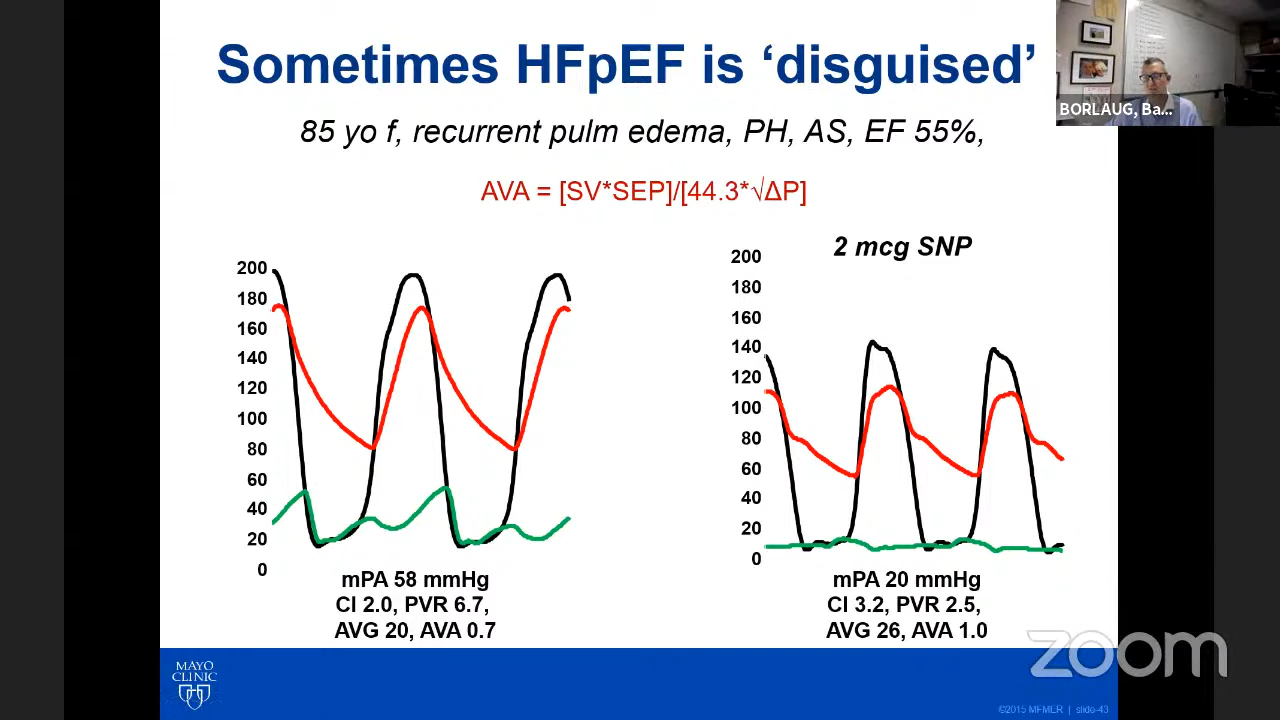 Sometimes HFpEF is ‘disguised’
BORLAUG, Ba...
85 yo f, recurrent pulm edema, PH, AS, EF 55%,
AVA = [SV*SEP]/[44.3*√ΔP]
2 mcg SNP
200
180
160
140
120
100
80
60
40
20
0
200
180
160
140
120
100
80
60
40
20
0
mPA 58 mmHg
CI 2.0, PVR 6.7,
AVG 20, AVA 0.7
mPA 20 mmHg
CI 3.2, PVR 2.5,
AVG 26, AVA 1.0
zoom
MAYO
CLINIC
©2015 MFMER | slide-43